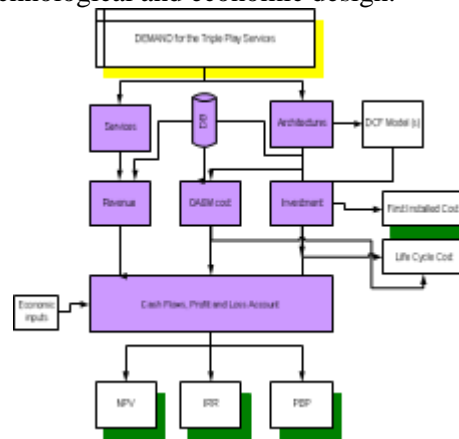 chnological and economic design.
DEMAND for the Triple Play Services
Services
DB
Architectures
DCF Model (s)
Revenue
OA&M cost
Investment
First Installed Cost
Life Cycle Cost
Economic
inputs
Cash Flows, Profit and Loss Account
NPV
IRR
PBP